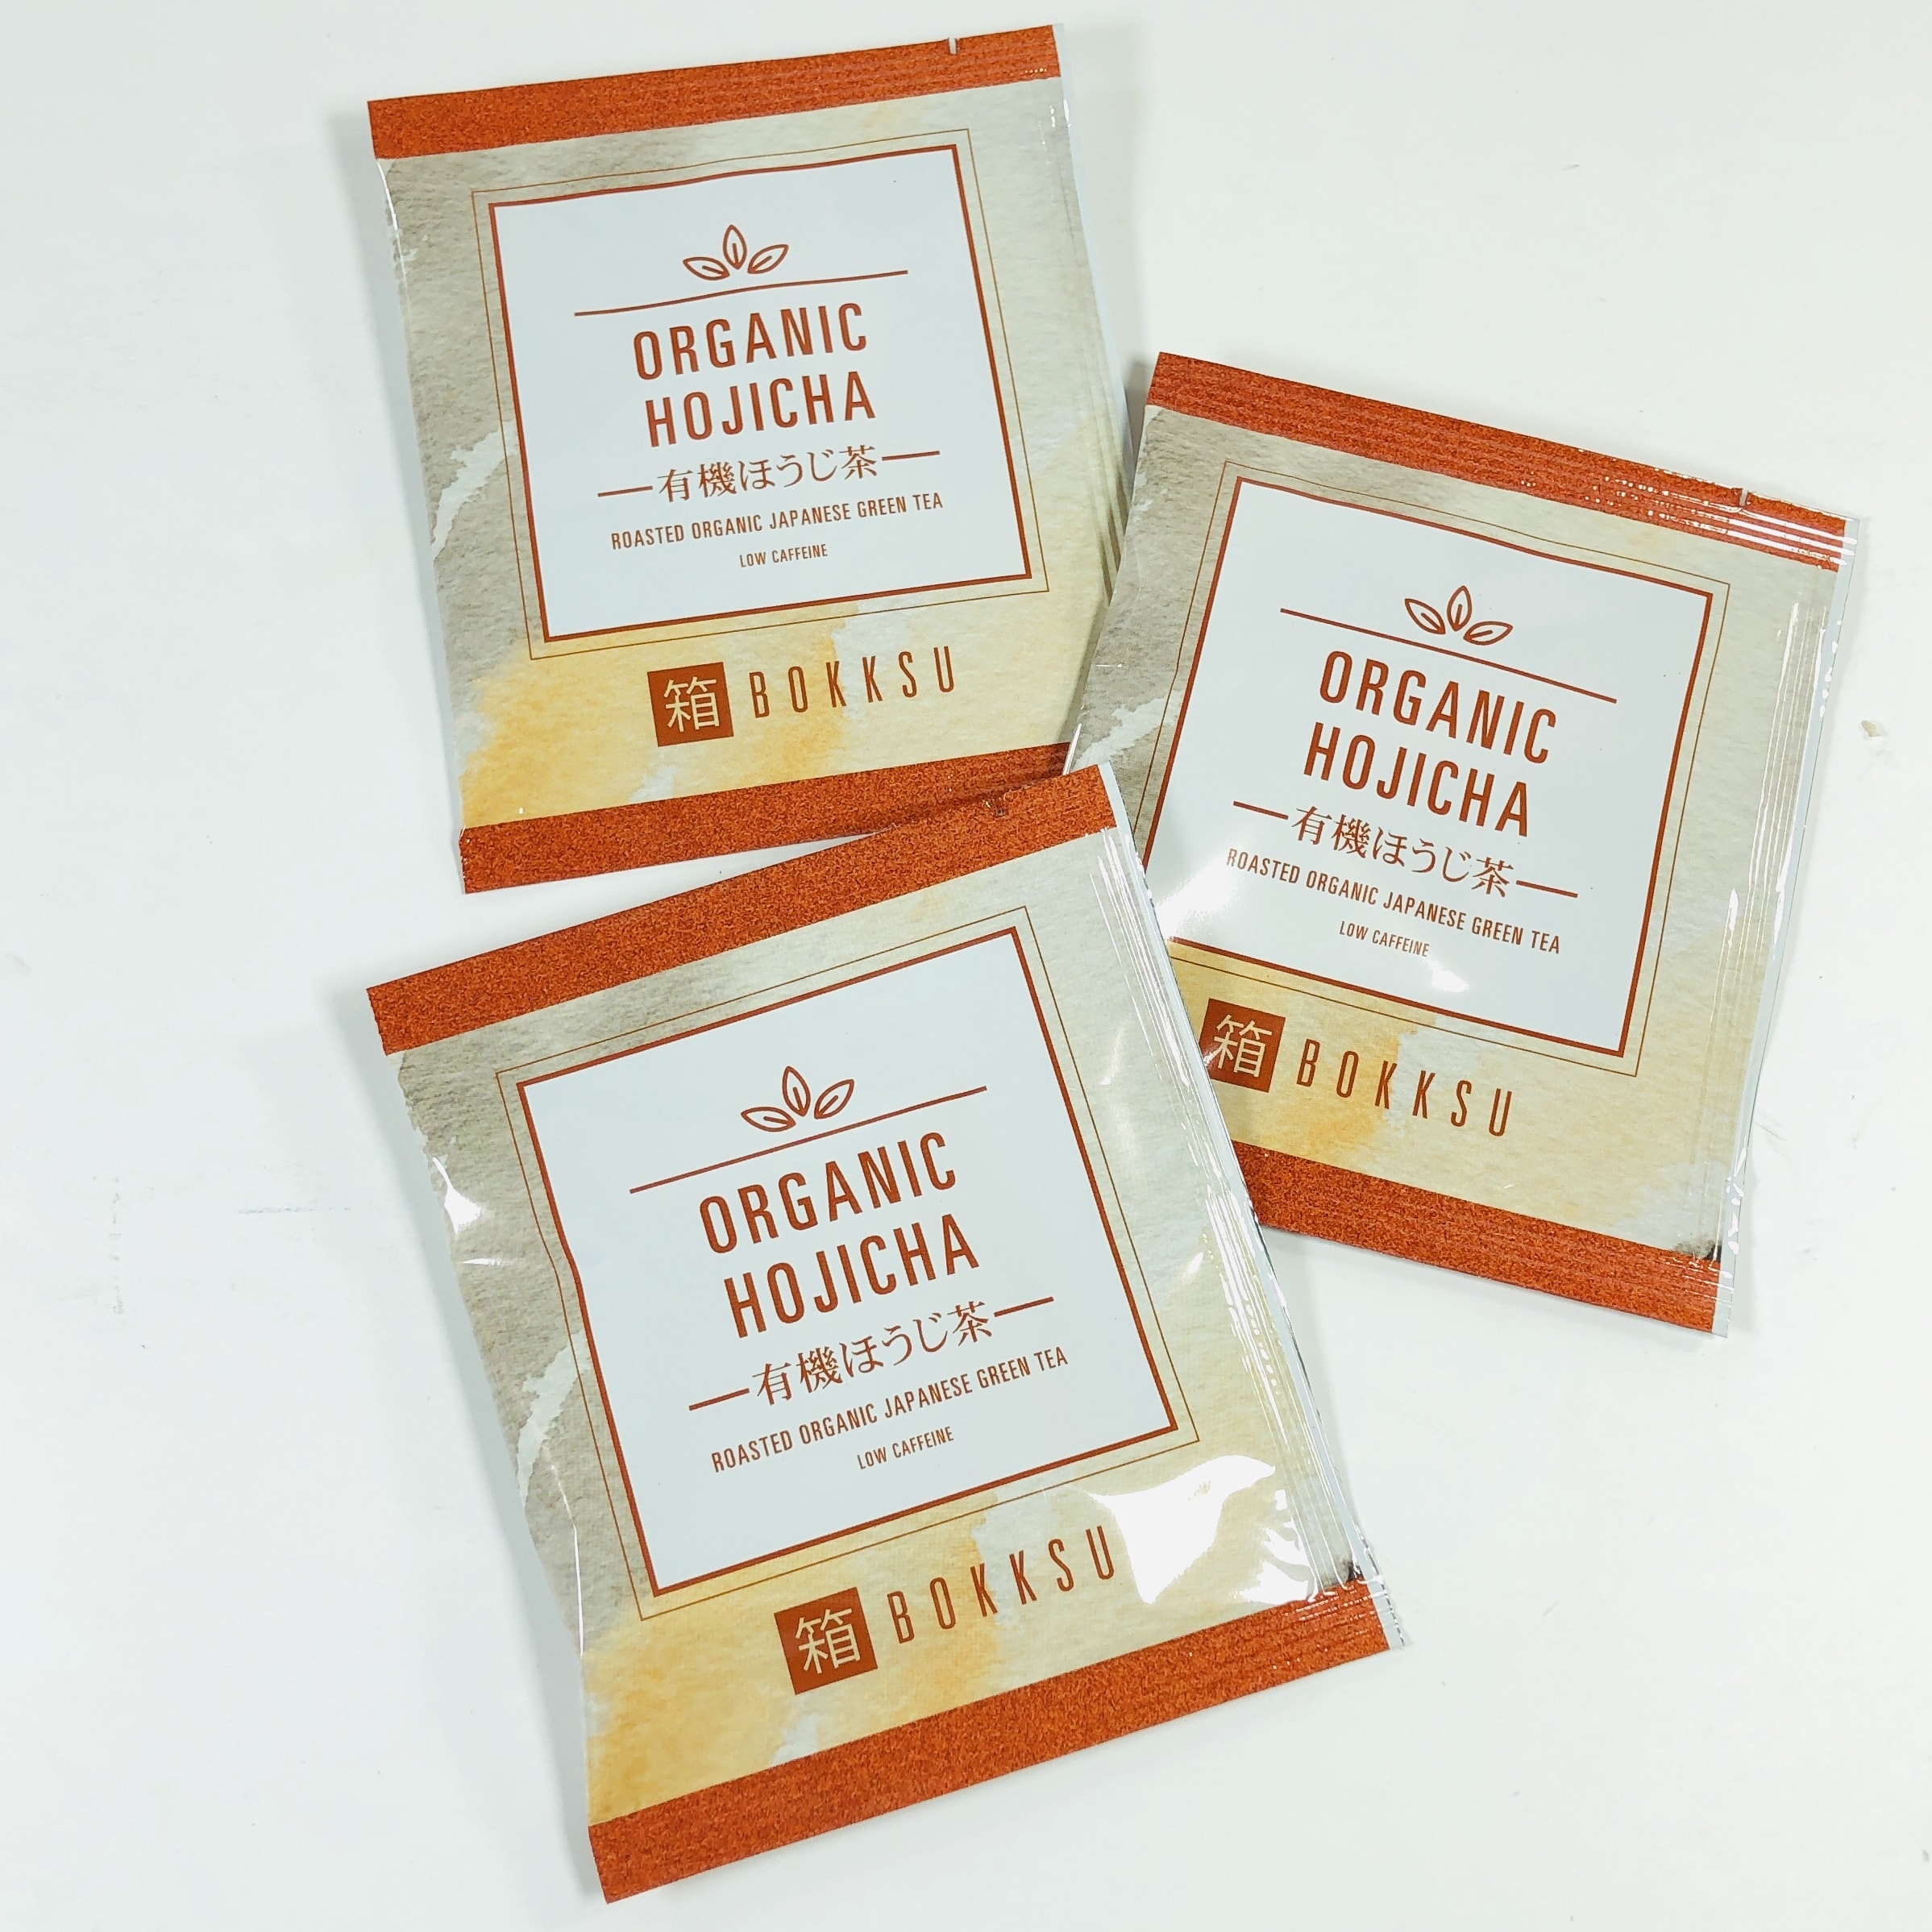 ORGANIC
HOJICHA
有機ほうじ茶
ROASTED ORGANIC JAPANESE GREEN TEA
LOW CAFFEINE
箱 BOKKSU
ORGANIC
HOJICHA
有機ほうじ茶
ROASTED ORGANIC JAPANESE GREEN TEA
LOW CAFFEINE
箱 BOKKSU
ORGANIC
HOJICHA
有機ほうじ茶
ROASTED ORGANIC JAPANESE GREEN TEA
LOW CAFFEINE
箱 BOKKSU